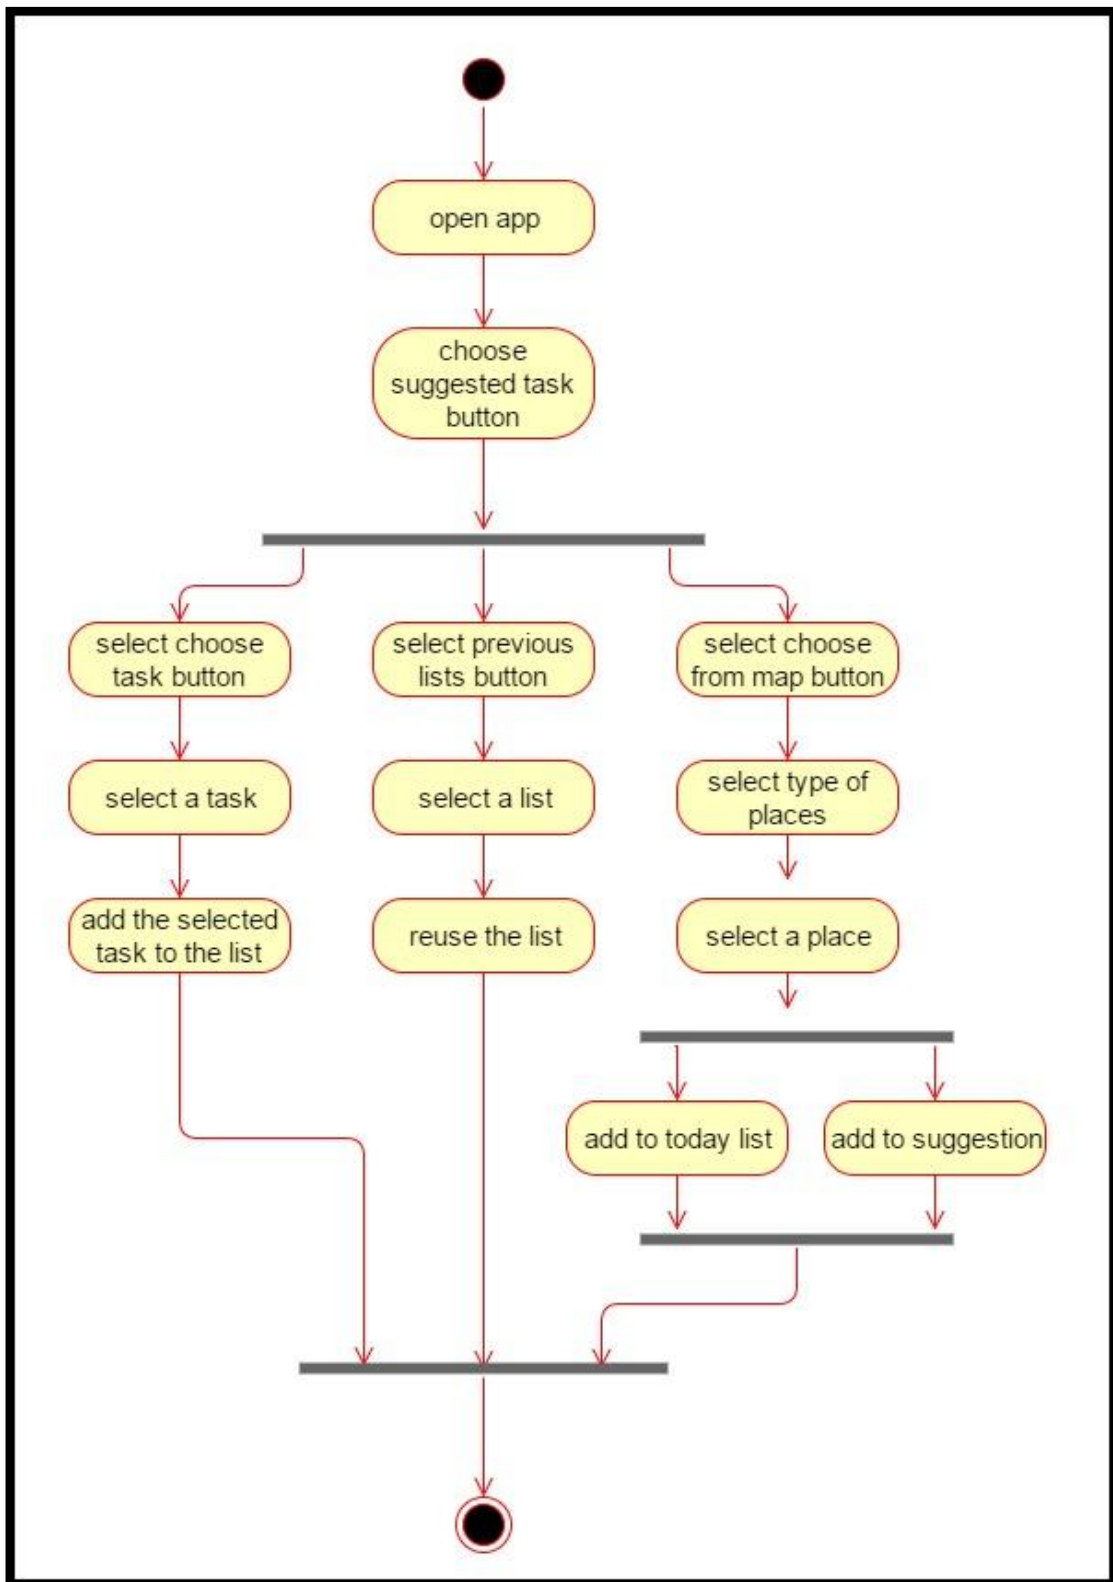 open app
choose
suggested task
button
select choose
task button
select previous
lists button
select choose
from map button
select a task
select a list
select type of
places
add the selected
task to the list
reuse the list
select a place
add to today list
add to suggestion